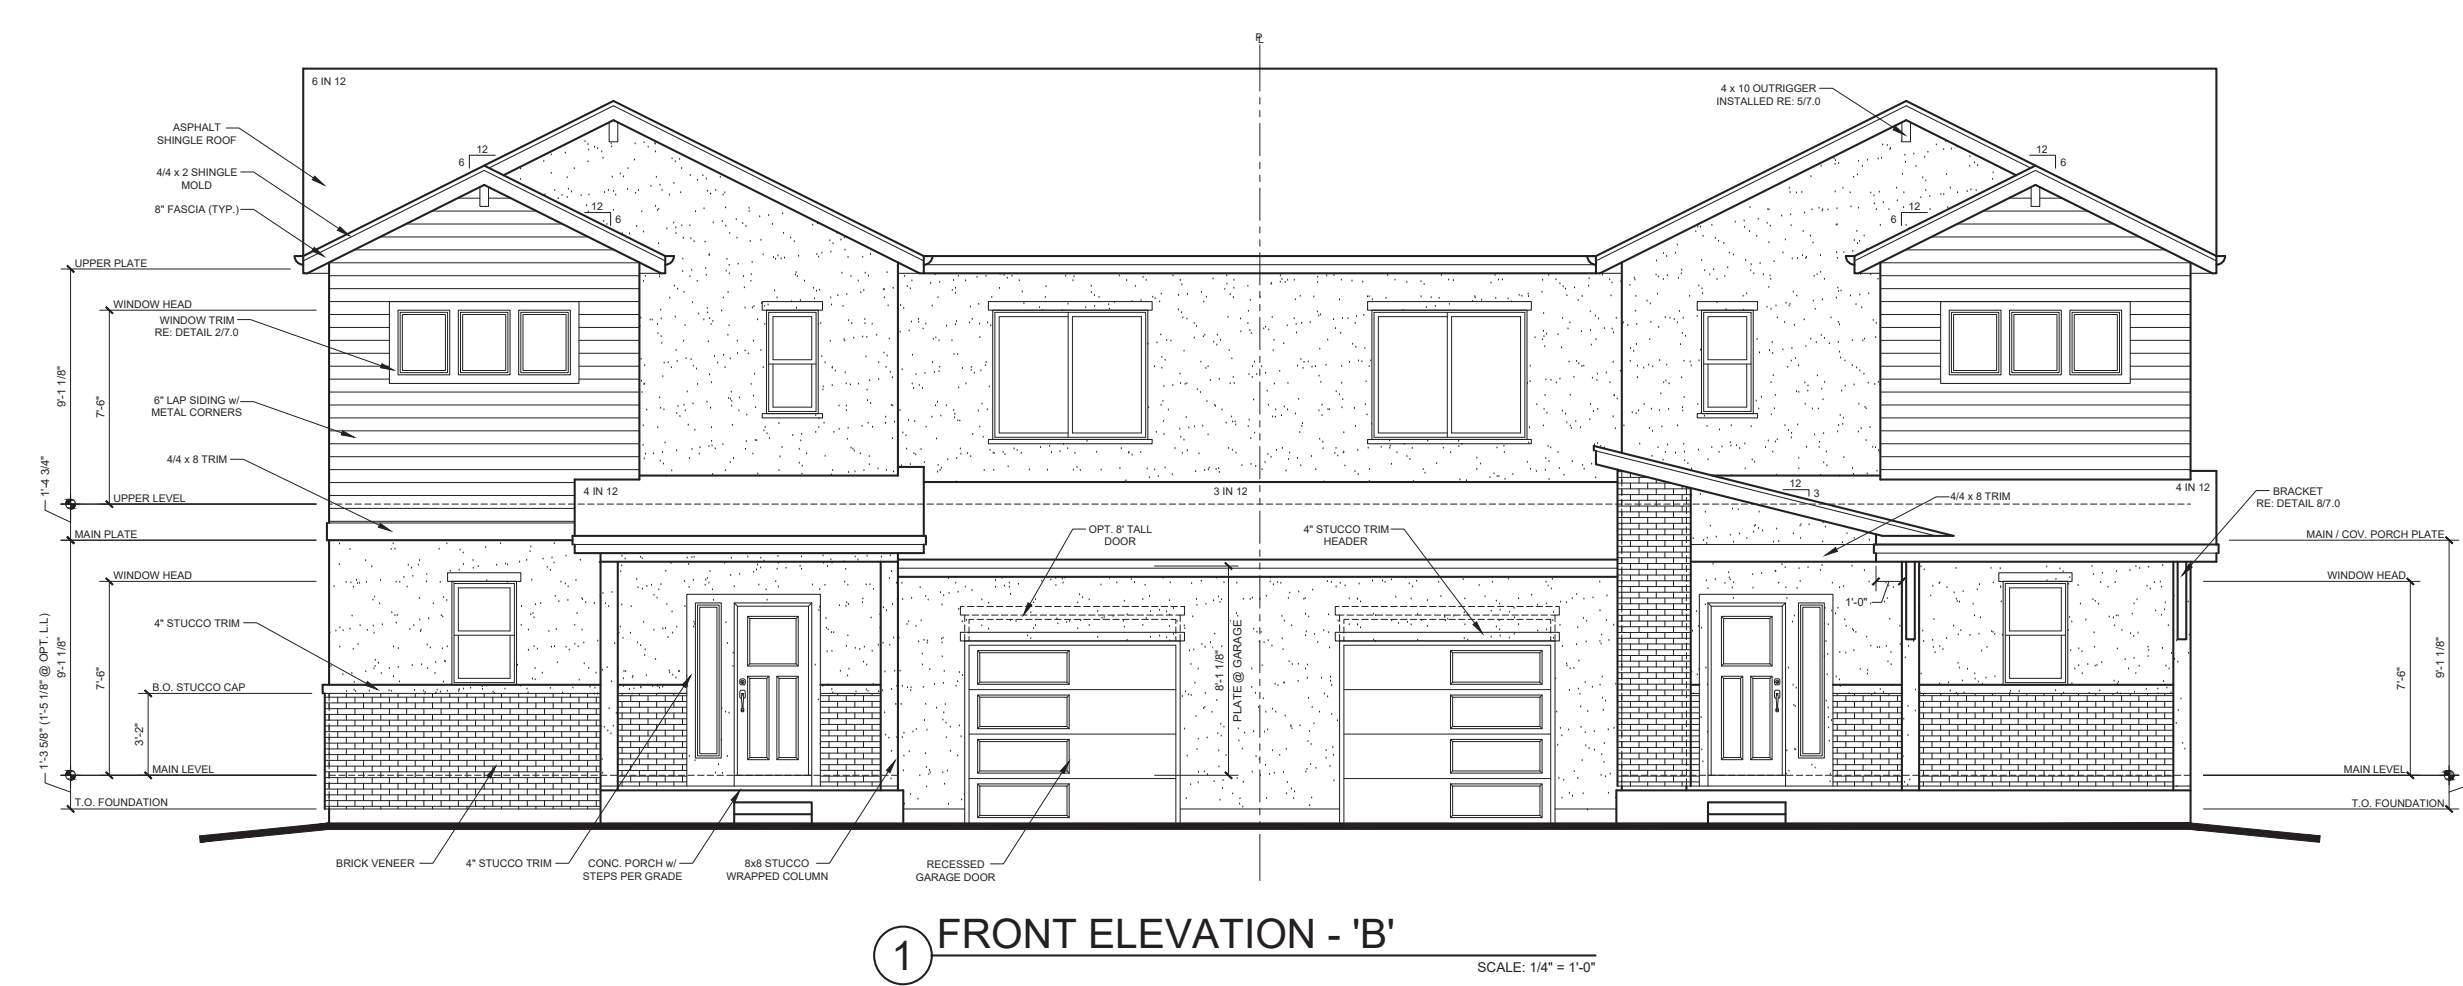 PL
6 IN 12
4 x 10 OUTRIGGER
INSTALLED RE: 5/7.0
ASPHALT
SHINGLE ROOF
12
6
12
6
4/4 x 2 SHINGLE
MOLD
8" FASCIA (TYP.)
12
6
12
6
UPPER PLATE
WINDOW HEAD
WINDOW TRIM
RE: DETAIL 2/7.0
9'-1 1/8"
7'-6"
6" LAP SIDING w/
METAL CORNERS
4/4 x 8 TRIM
1'-4 3/4"
UPPER LEVEL
4 IN 12
3 IN 12
12
3
4/4 x 8 TRIM
4 IN 12
BRACKET
RE: DETAIL 8/7.0
MAIN PLATE
OPT. 8' TALL
DOOR
4" STUCCO TRIM
HEADER
MAIN / COV. PORCH PLATE
WINDOW HEAD
WINDOW HEAD
1'-0"
4" STUCCO TRIM
9'-1 1/8"
7'-6"
8'-1 1/8"
PLATE @ GARAGE
7'-6"
9'-1 1/8"
B.O. STUCCO CAP
3'-2"
1'-3 5/8" (1'-5 1/8" @ OPT. L.L)
MAIN LEVEL
MAIN LEVEL
T.O. FOUNDATION
T.O. FOUNDATION
BRICK VENEER
4" STUCCO TRIM
CONC. PORCH w/
STEPS PER GRADE
8x8 STUCCO
WRAPPED COLUMN
RECESSED
GARAGE DOOR
1
FRONT ELEVATION - 'B'
SCALE: 1/4" = 1'-0"